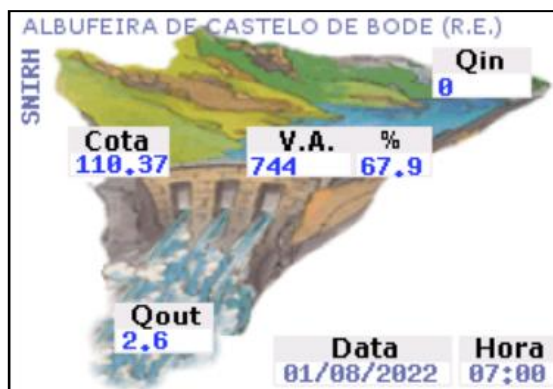 ALBUFEIRA DE CASTELO DE BODE (R.E.)
SNIRH
Qin
0
Cota V.A. %
110.37 744 67.9
Qout
2.6
Data Hora
01/08/2022 07:00